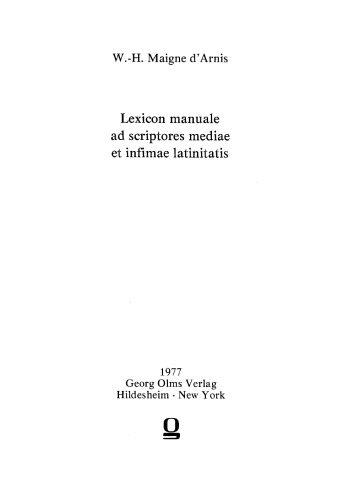 W.-H. Maigne d'Arnis
Lexicon manuale
ad scriptores mediae
et infimae latinitatis
1977
Georg Olms Verlag
Hildesheim · New York
O